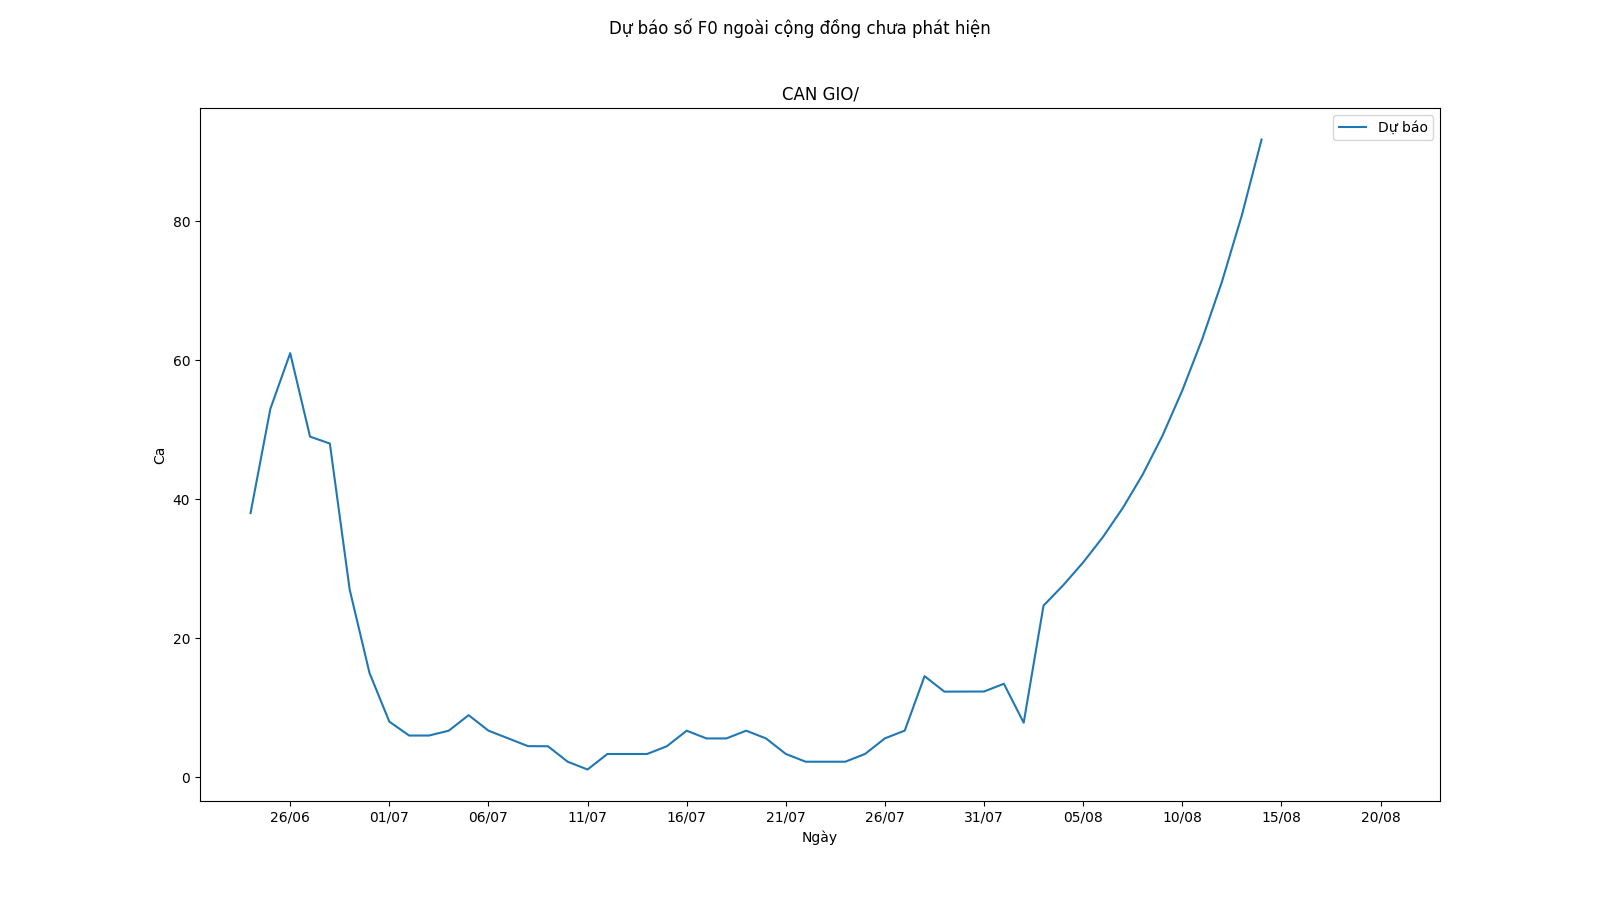 Dự báo số F0 ngoài cộng đồng chưa phát hiện
CAN GIO/
Dự báo
80
60
40
20
0
Ca
26/06 01/07 06/07 11/07 16/07 21/07 26/07 31/07 05/08 10/08 15/08 20/08
Ngày